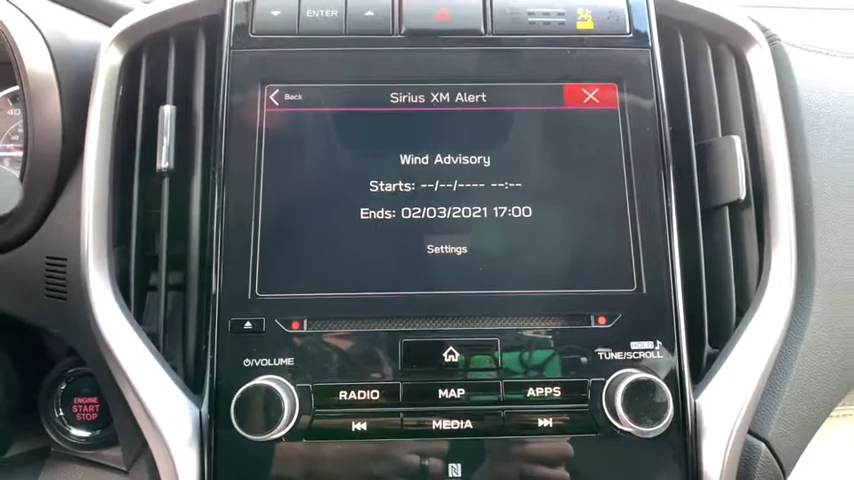 ENTER
Back
Sirius XM Alert
Wind Advisory
Starts: --/--/---- --:--
Ends: 02/03/2021 17:00
Settings
VOLUME
HOLD
TUNE/SCROLL
RADIO
MAP
APPS
MEDIA
ENGINE
START
STOP